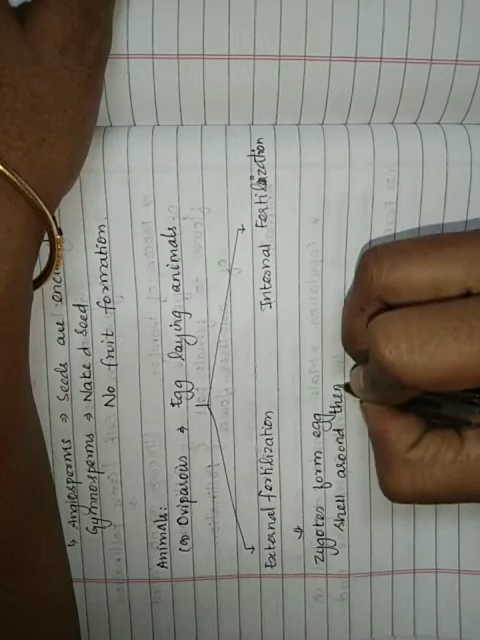 ↳ Angiosperms ⇒ Seeds are enc
Gymnosperms ⇒ Naked seed
No fruit formation.
Animals:
(a) Oviparous ⇒ Egg laying animals.
External fertilization Internal Fertilization
Zygotes form egg
shell around then